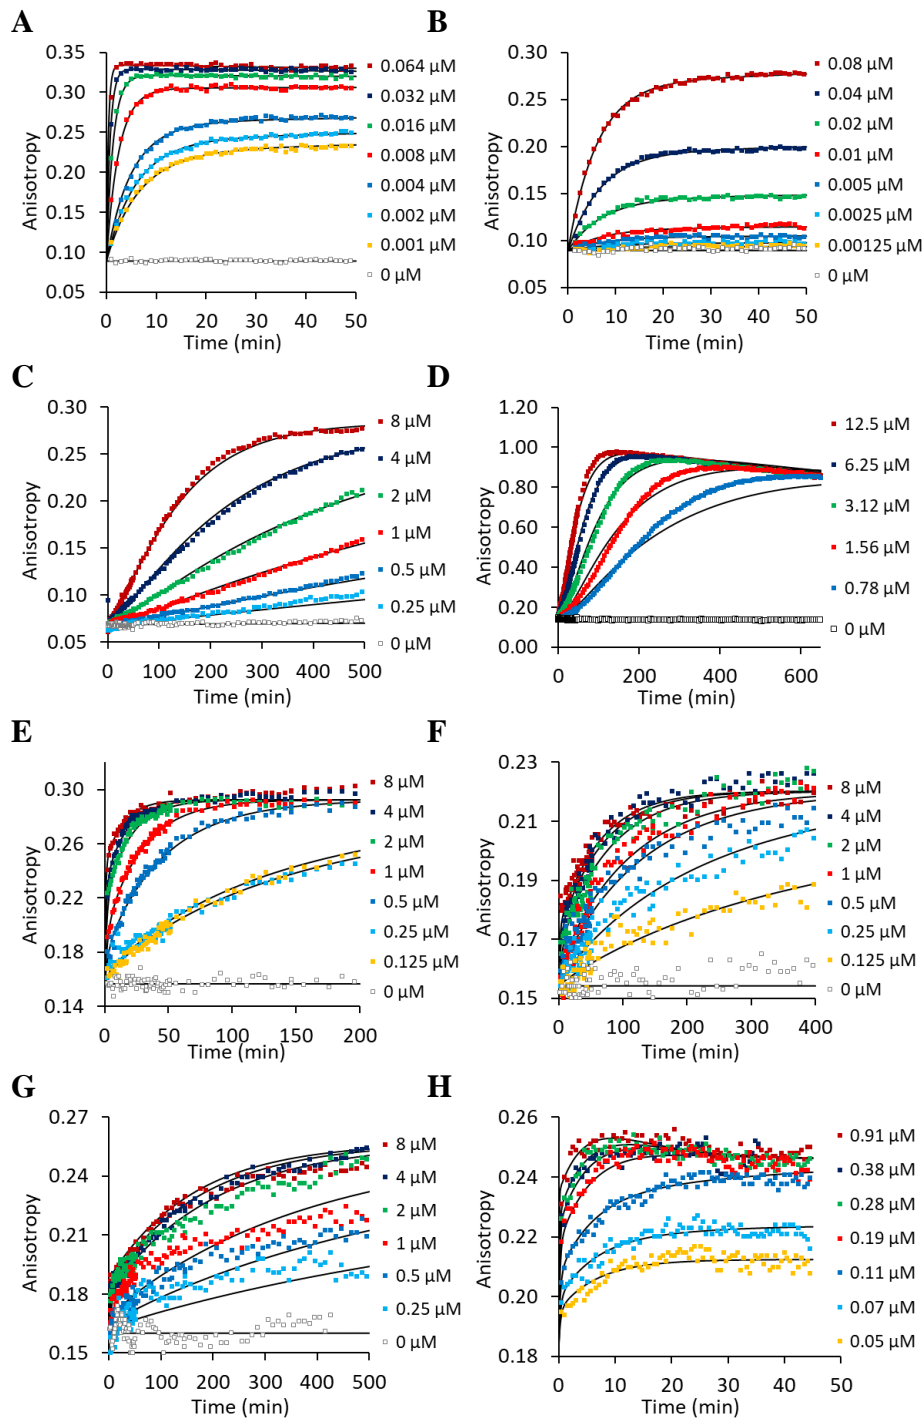 A
0.35
0.30
0.25
0.20
0.15
0.10
0.05
Anisotropy
0 10 20 30 40 50
Time (min)
0.064 μM
0.032 μM
0.016 μM
0.008 μM
0.004 μM
0.002 μM
0.001 μM
0 μM
B
0.30
0.25
0.20
0.15
0.10
0.05
Anisotropy
0 10 20 30 40 50
Time (min)
0.08 μM
0.04 μM
0.02 μM
0.01 μM
0.005 μM
0.0025 μM
0.00125 μM
0 μM
C
0.30
0.25
0.20
0.15
0.10
0.05
Anisotropy
0 100 200 300 400 500
Time (min)
8 μM
4 μM
2 μM
1 μM
0.5 μM
0.25 μM
0 μM
D
1.20
1.00
0.80
0.60
0.40
0.20
0.00
Anisotropy
0 200 400 600
Time (min)
12.5 μM
6.25 μM
3.12 μM
1.56 μM
0.78 μM
0 μM
E
0.30
0.26
0.22
0.18
0.14
Anisotropy
0 50 100 150 200
Time (min)
8 μM
4 μM
2 μM
1 μM
0.5 μM
0.25 μM
0.125 μM
0 μM
F
0.23
0.21
0.19
0.17
0.15
Anisotropy
0 100 200 300 400
Time (min)
8 μM
4 μM
2 μM
1 μM
0.5 μM
0.25 μM
0.125 μM
0 μM
G
0.27
0.24
0.21
0.18
0.15
Anisotropy
0 100 200 300 400 500
Time (min)
8 μM
4 μM
2 μM
1 μM
0.5 μM
0.25 μM
0 μM
H
0.26
0.24
0.22
0.20
0.18
Anisotropy
0 10 20 30 40 50
Time (min)
0.91 μM
0.38 μM
0.28 μM
0.19 μM
0.11 μM
0.07 μM
0.05 μM